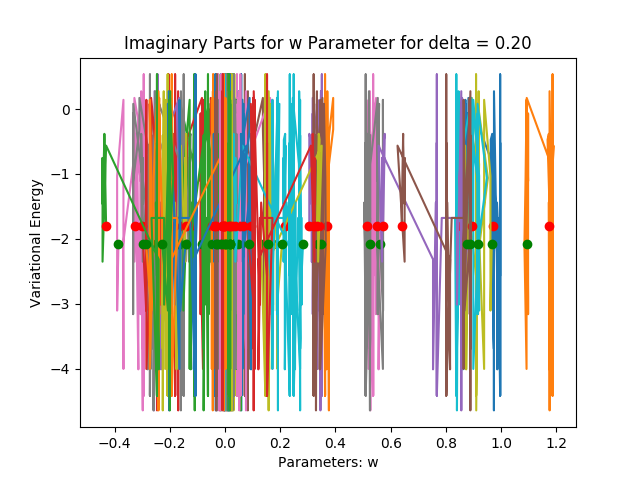 Imaginary Parts for w Parameter for delta = 0.20
0
−1
−2
−3
−4
Variational Energy
−0.4 −0.2 0.0 0.2 0.4 0.6 0.8 1.0 1.2
Parameters: w